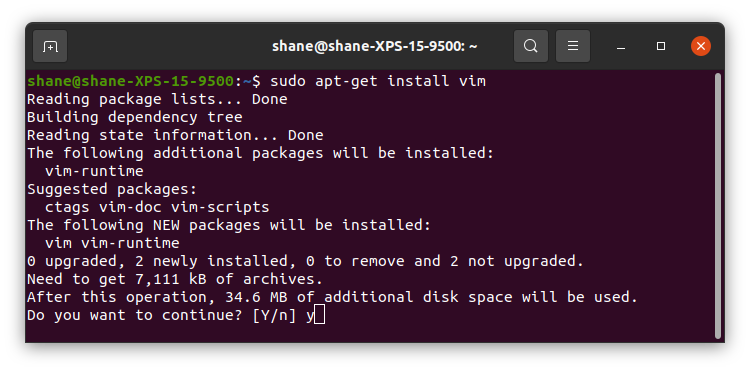 shane@shane-XPS-15-9500: ~
shane@shane-XPS-15-9500:~$ sudo apt-get install vim
Reading package lists... Done
Building dependency tree
Reading state information... Done
The following additional packages will be installed:
  vim-runtime
Suggested packages:
  ctags vim-doc vim-scripts
The following NEW packages will be installed:
  vim vim-runtime
0 upgraded, 2 newly installed, 0 to remove and 2 not upgraded.
Need to get 7,111 kB of archives.
After this operation, 34.6 MB of additional disk space will be used.
Do you want to continue? [Y/n] y